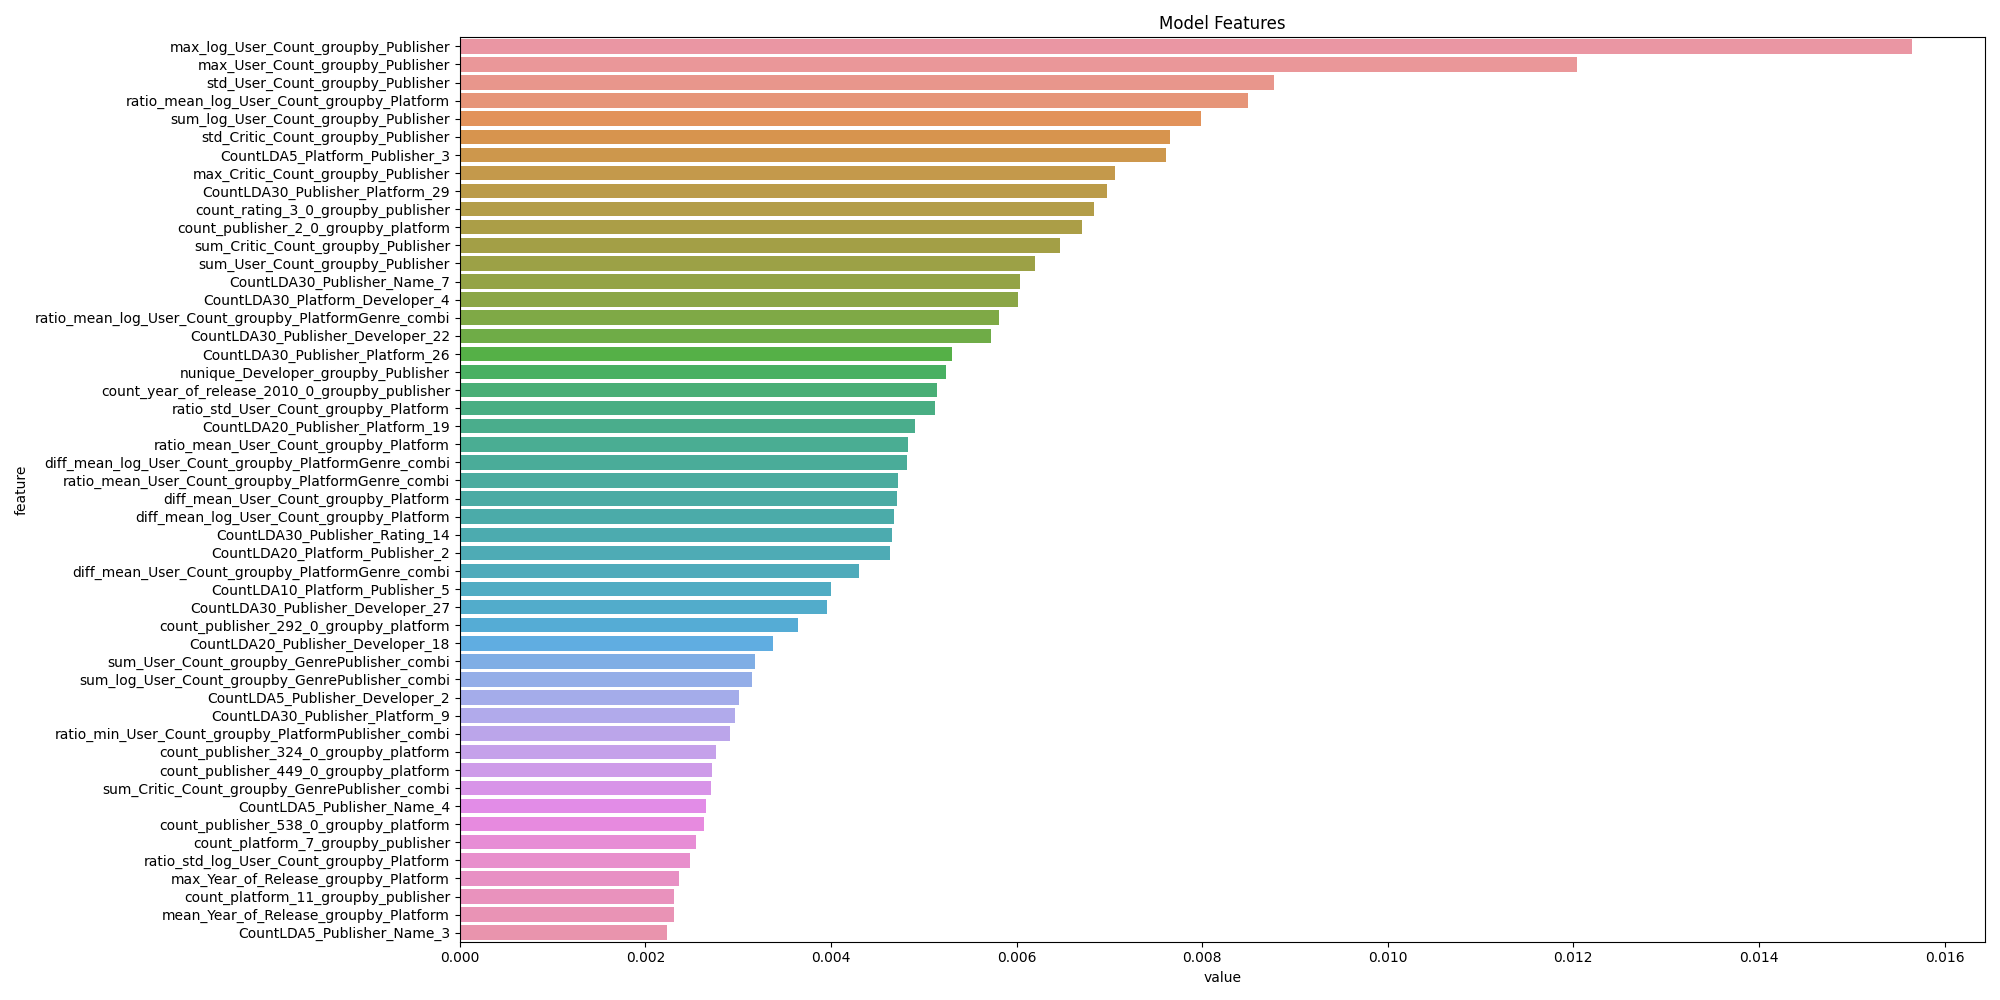 Model Features
max_log_User_Count_groupby_Publisher
max_User_Count_groupby_Publisher
std_User_Count_groupby_Publisher
ratio_mean_log_User_Count_groupby_Platform
sum_log_User_Count_groupby_Publisher
std_Critic_Count_groupby_Publisher
CountLDA5_Platform_Publisher_3
max_Critic_Count_groupby_Publisher
CountLDA30_Publisher_Platform_29
count_rating_3_0_groupby_publisher
count_publisher_2_0_groupby_platform
sum_Critic_Count_groupby_Publisher
sum_User_Count_groupby_Publisher
CountLDA30_Publisher_Name_7
CountLDA30_Platform_Developer_4
ratio_mean_log_User_Count_groupby_PlatformGenre_combi
CountLDA30_Publisher_Developer_22
CountLDA30_Publisher_Platform_26
nunique_Developer_groupby_Publisher
count_year_of_release_2010_0_groupby_publisher
ratio_std_User_Count_groupby_Platform
CountLDA20_Publisher_Platform_19
ratio_mean_User_Count_groupby_Platform
diff_mean_log_User_Count_groupby_PlatformGenre_combi
ratio_mean_User_Count_groupby_PlatformGenre_combi
diff_mean_User_Count_groupby_Platform
diff_mean_log_User_Count_groupby_Platform
CountLDA30_Publisher_Rating_14
CountLDA20_Platform_Publisher_2
diff_mean_User_Count_groupby_PlatformGenre_combi
CountLDA10_Platform_Publisher_5
CountLDA30_Publisher_Developer_27
count_publisher_292_0_groupby_platform
CountLDA20_Publisher_Developer_18
sum_User_Count_groupby_GenrePublisher_combi
sum_log_User_Count_groupby_GenrePublisher_combi
CountLDA5_Publisher_Developer_2
CountLDA30_Publisher_Platform_9
ratio_min_User_Count_groupby_PlatformPublisher_combi
count_publisher_324_0_groupby_platform
count_publisher_449_0_groupby_platform
sum_Critic_Count_groupby_GenrePublisher_combi
CountLDA5_Publisher_Name_4
count_publisher_538_0_groupby_platform
count_platform_7_groupby_publisher
ratio_std_log_User_Count_groupby_Platform
max_Year_of_Release_groupby_Platform
count_platform_11_groupby_publisher
mean_Year_of_Release_groupby_Platform
CountLDA5_Publisher_Name_3
feature
0.000 0.002 0.004 0.006 0.008 0.010 0.012 0.014 0.016
value